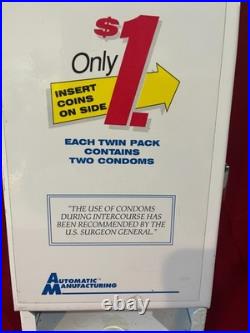 Only $1.
INSERT
COINS
ON SIDE
EACH TWIN PACK
CONTAINS
TWO CONDOMS
"THE USE OF CONDOMS
DURING INTERCOURSE HAS
BEEN RECOMMENDED BY THE
U.S. SURGEON GENERAL."
AUTOMATIC™
MANUFACTURING